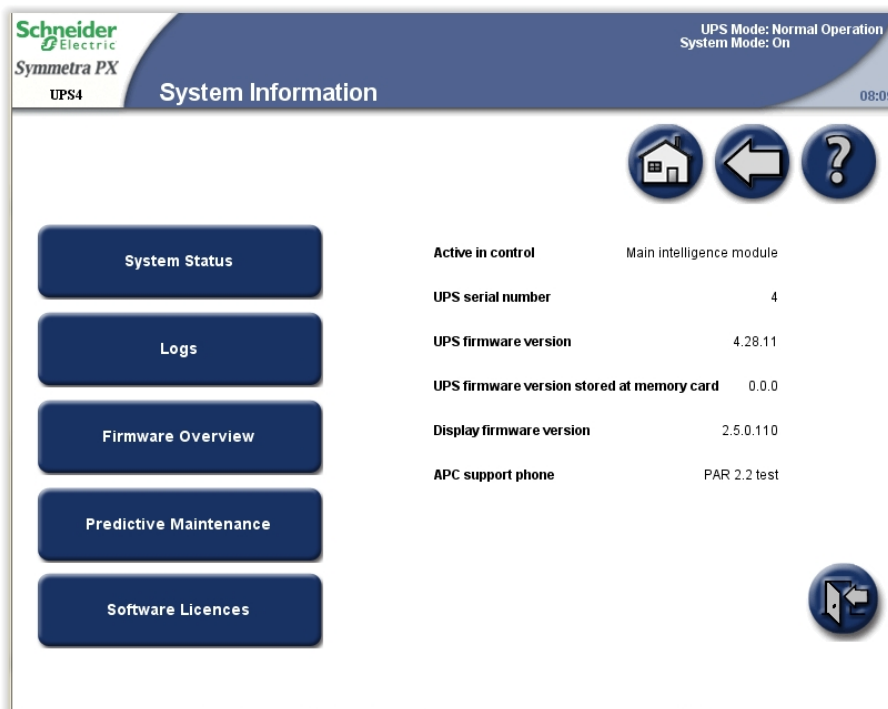 Schneider
Electric
Symmetra PX
UPS4
System Information
UPS Mode: Normal Operation
System Mode: On
?
System Status
Logs
Firmware Overview
Predictive Maintenance
Software Licences
Active in control Main intelligence module
UPS serial number 4
UPS firmware version 4.28.11
UPS firmware version stored at memory card 0.0.0
Display firmware version 2.5.0.110
APC support phone PAR 2.2 test